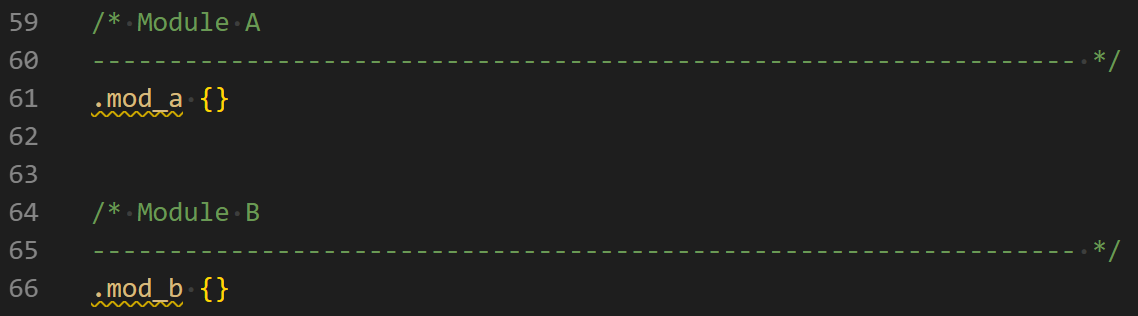 59 /* Module A
60 ---------------------------------------------------------------- */
61 .mod_a {}
62
63
64 /* Module B
65 ---------------------------------------------------------------- */
66 .mod_b {}